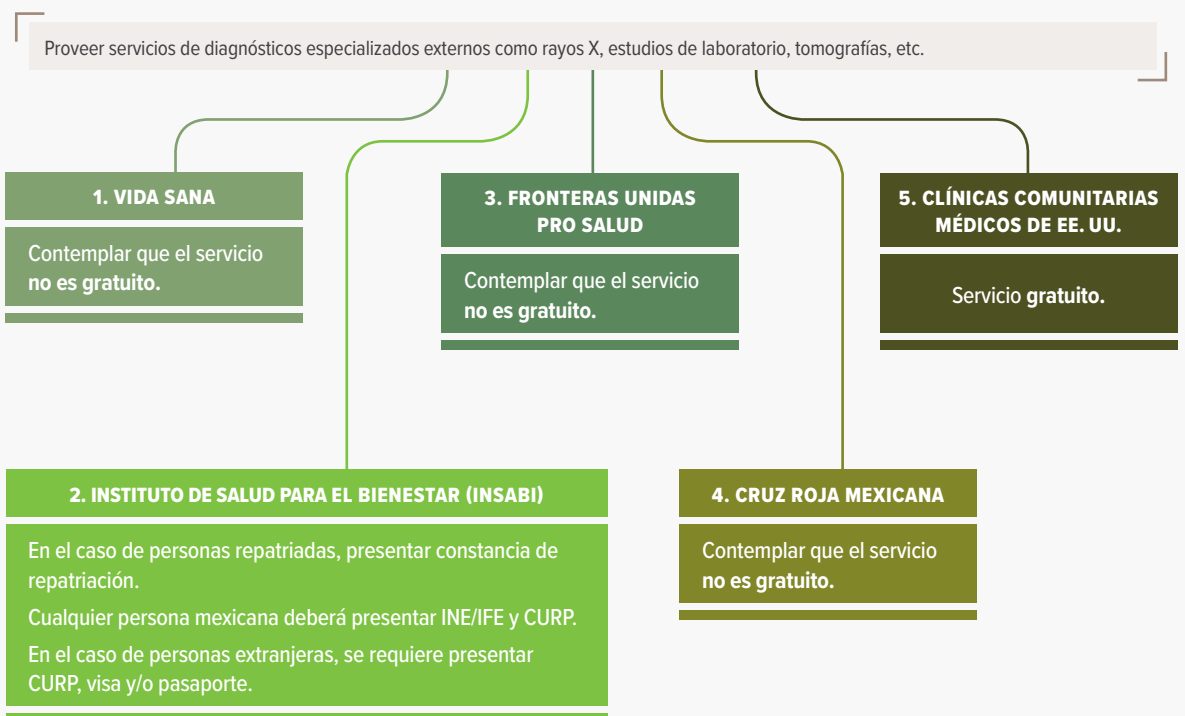 Proveer servicios de diagnósticos especializados externos como rayos X, estudios de laboratorio, tomografías, etc.
1. VIDA SANA
Contemplar que el servicio
no es gratuito.
2. INSTITUTO DE SALUD PARA EL BIENESTAR (INSABI)
En el caso de personas repatriadas, presentar constancia de
repatriación.
Cualquier persona mexicana deberá presentar INE/IFE y CURP.
En el caso de personas extranjeras, se requiere presentar
CURP, visa y/o pasaporte.
3. FRONTERAS UNIDAS
PRO SALUD
Contemplar que el servicio
no es gratuito.
4. CRUZ ROJA MEXICANA
Contemplar que el servicio
no es gratuito.
5. CLÍNICAS COMUNITARIAS
MÉDICOS DE EE. UU.
Servicio gratuito.